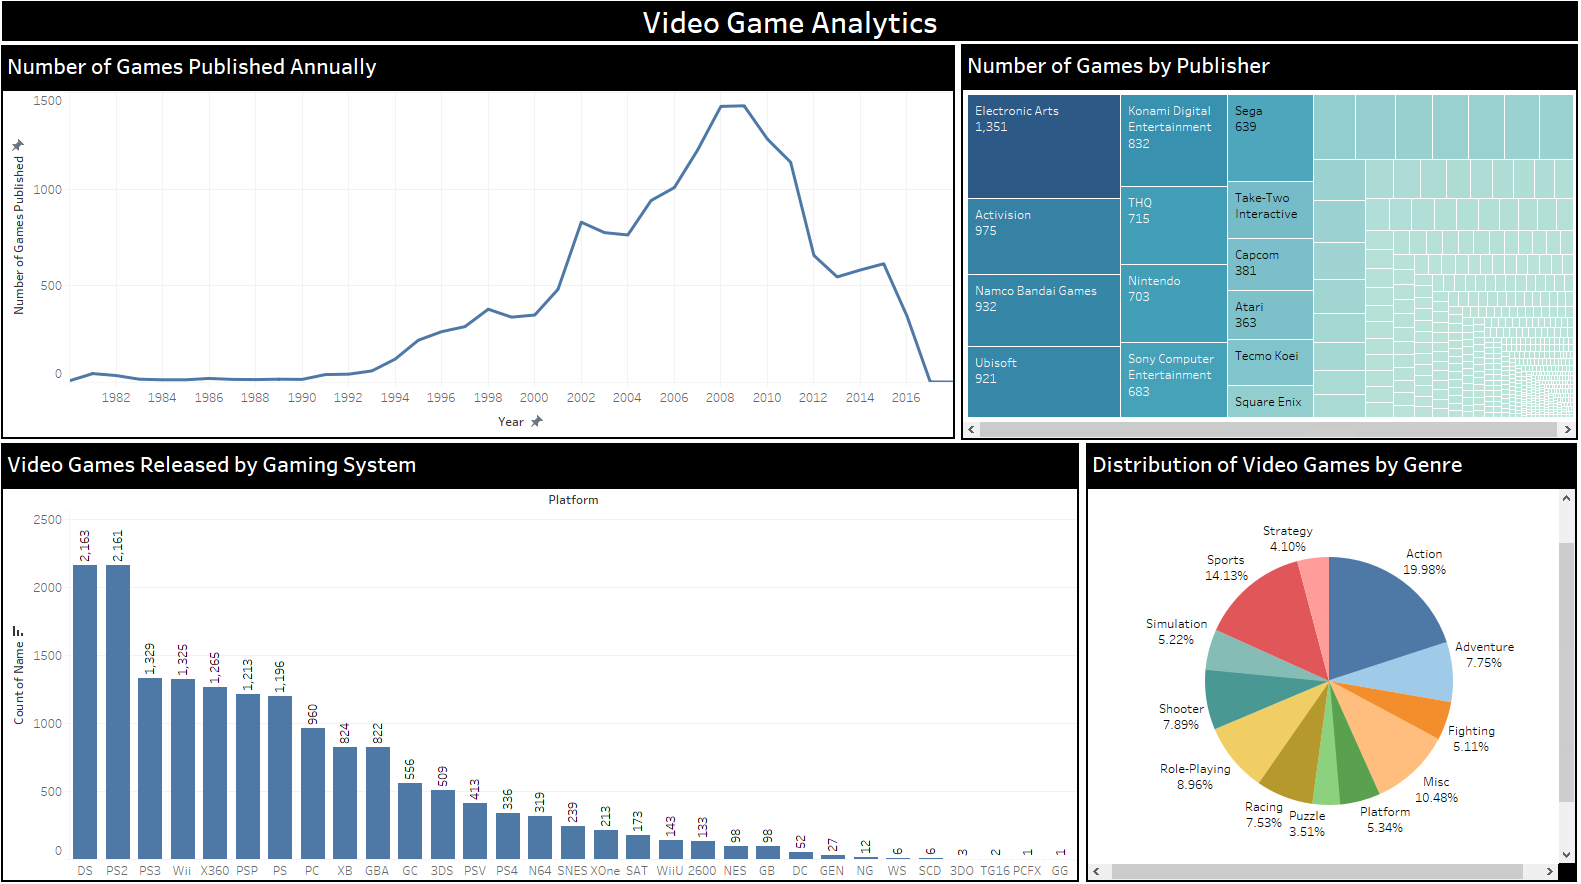 Video Game Analytics
Number of Games Published Annually
1500
1000
500
0
Number of Games Published
1982 1984 1986 1988 1990 1992 1994 1996 1998 2000 2002 2004 2006 2008 2010 2012 2014 2016
Year
Number of Games by Publisher
Electronic Arts
1,351
Activision
975
Namco Bandai Games
932
Ubisoft
921
Konami Digital
Entertainment
832
THQ
715
Nintendo
703
Sony Computer
Entertainment
683
Sega
639
Take-Two
Interactive
Capcom
381
Atari
363
Tecmo Koei
Square Enix
Video Games Released by Gaming System
Platform
2500
2000
1500
1000
500
0
Count of Name
2,163 2,161 1,329 1,325 1,265 1,213 1,196 960 824 822 556 509 413 336 319 239 213 173 143 133 98 98 52 27 12 6 6 3 2 1 1
DS PS2 PS3 Wii X360 PSP PS PC XB GBA GC 3DS PSV PS4 N64 SNES XOne SAT WiiU 2600 NES GB DC GEN NG WS SCD 3DO TG16 PCFX GG
Distribution of Video Games by Genre
Strategy
4.10%
Action
19.98%
Sports
14.13%
Simulation
5.22%
Adventure
7.75%
Shooter
7.89%
Fighting
5.11%
Role-Playing
8.96%
Misc
10.48%
Racing
7.53%
Puzzle
3.51%
Platform
5.34%